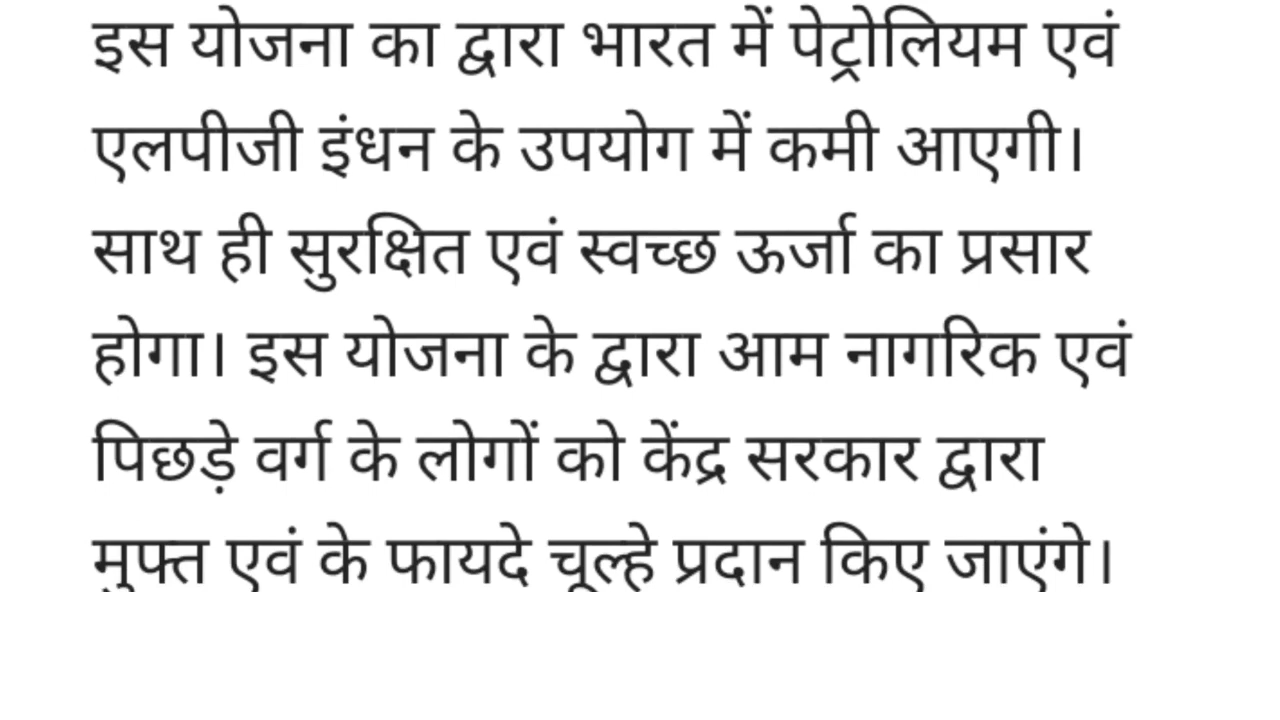 इस योजना का द्वारा भारत में पेट्रोलियम एवं
एलपीजी इंधन के उपयोग में कमी आएगी।
साथ ही सुरक्षित एवं स्वच्छ ऊर्जा का प्रसार
होगा। इस योजना के द्वारा आम नागरिक एवं
पिछड़े वर्ग के लोगों को केंद्र सरकार द्वारा
मुफ्त एवं के फायदे चूल्हे प्रदान किए जाएंगे।